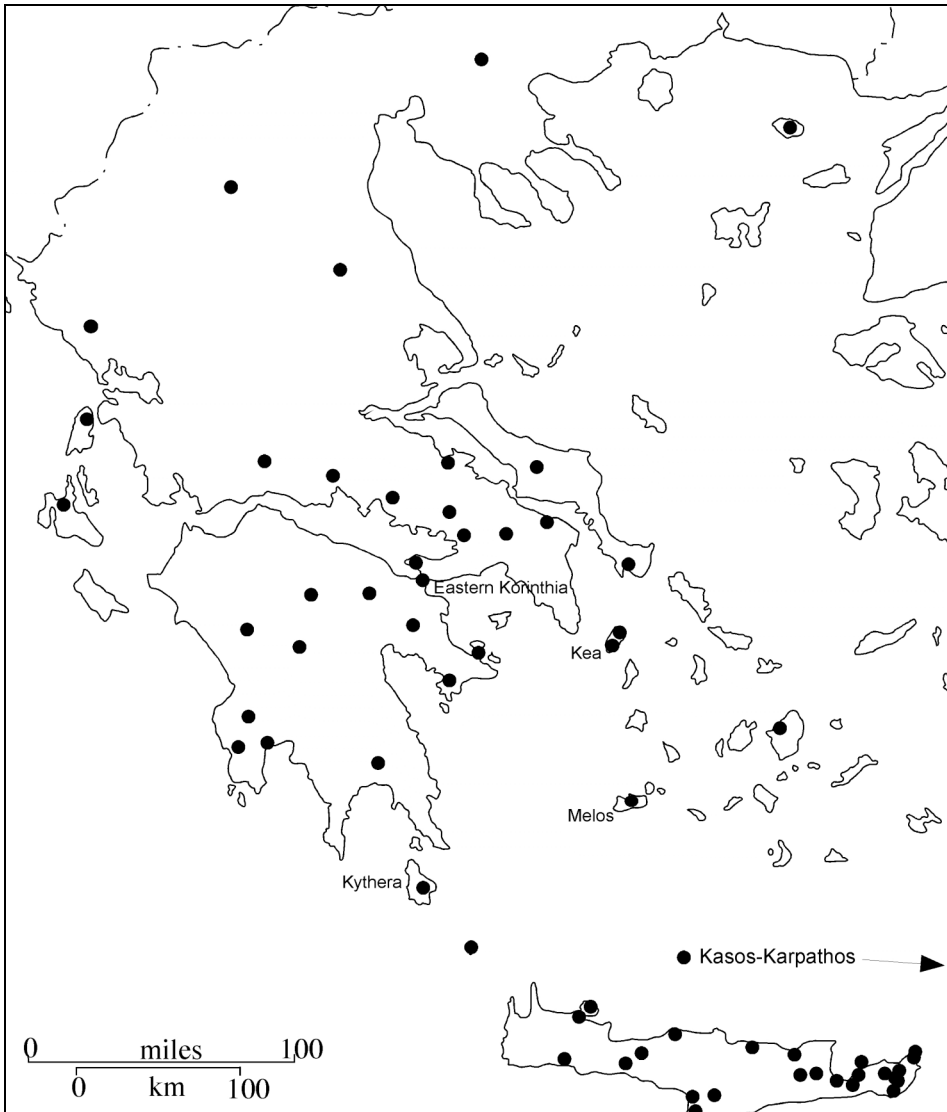 Eastern Korinthia
Kea
Melos
Kythera
Kasos-Karpathos
0 miles 100
0 km 100